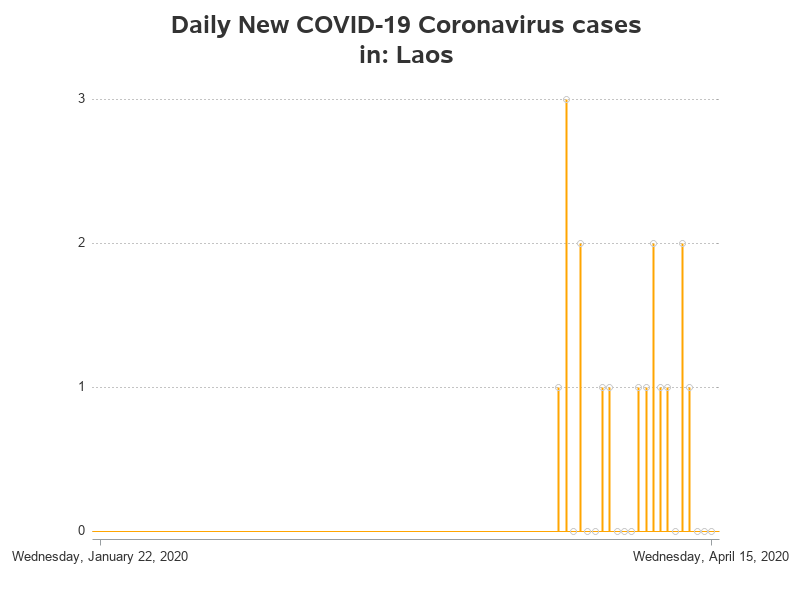 Daily New COVID-19 Coronavirus cases
in: Laos
3
2
1
0
Wednesday, January 22, 2020
Wednesday, April 15, 2020